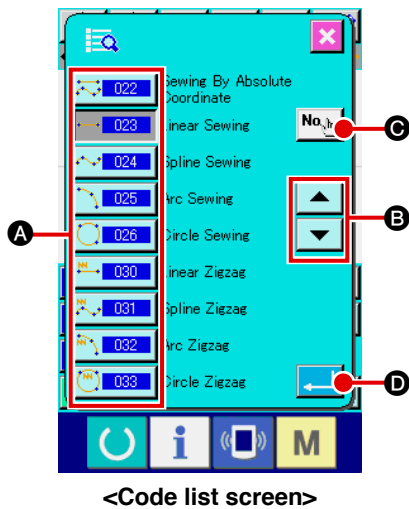 022 Sewing By Absolute
Coordinate
023 Linear Sewing
No.
C
024 Spline Sewing
025 Arc Sewing
B
A
026 Circle Sewing
030 Linear Zigzag
031 Spline Zigzag
032 Arc Zigzag
033 Circle Zigzag
D
i
M
<Code list screen>